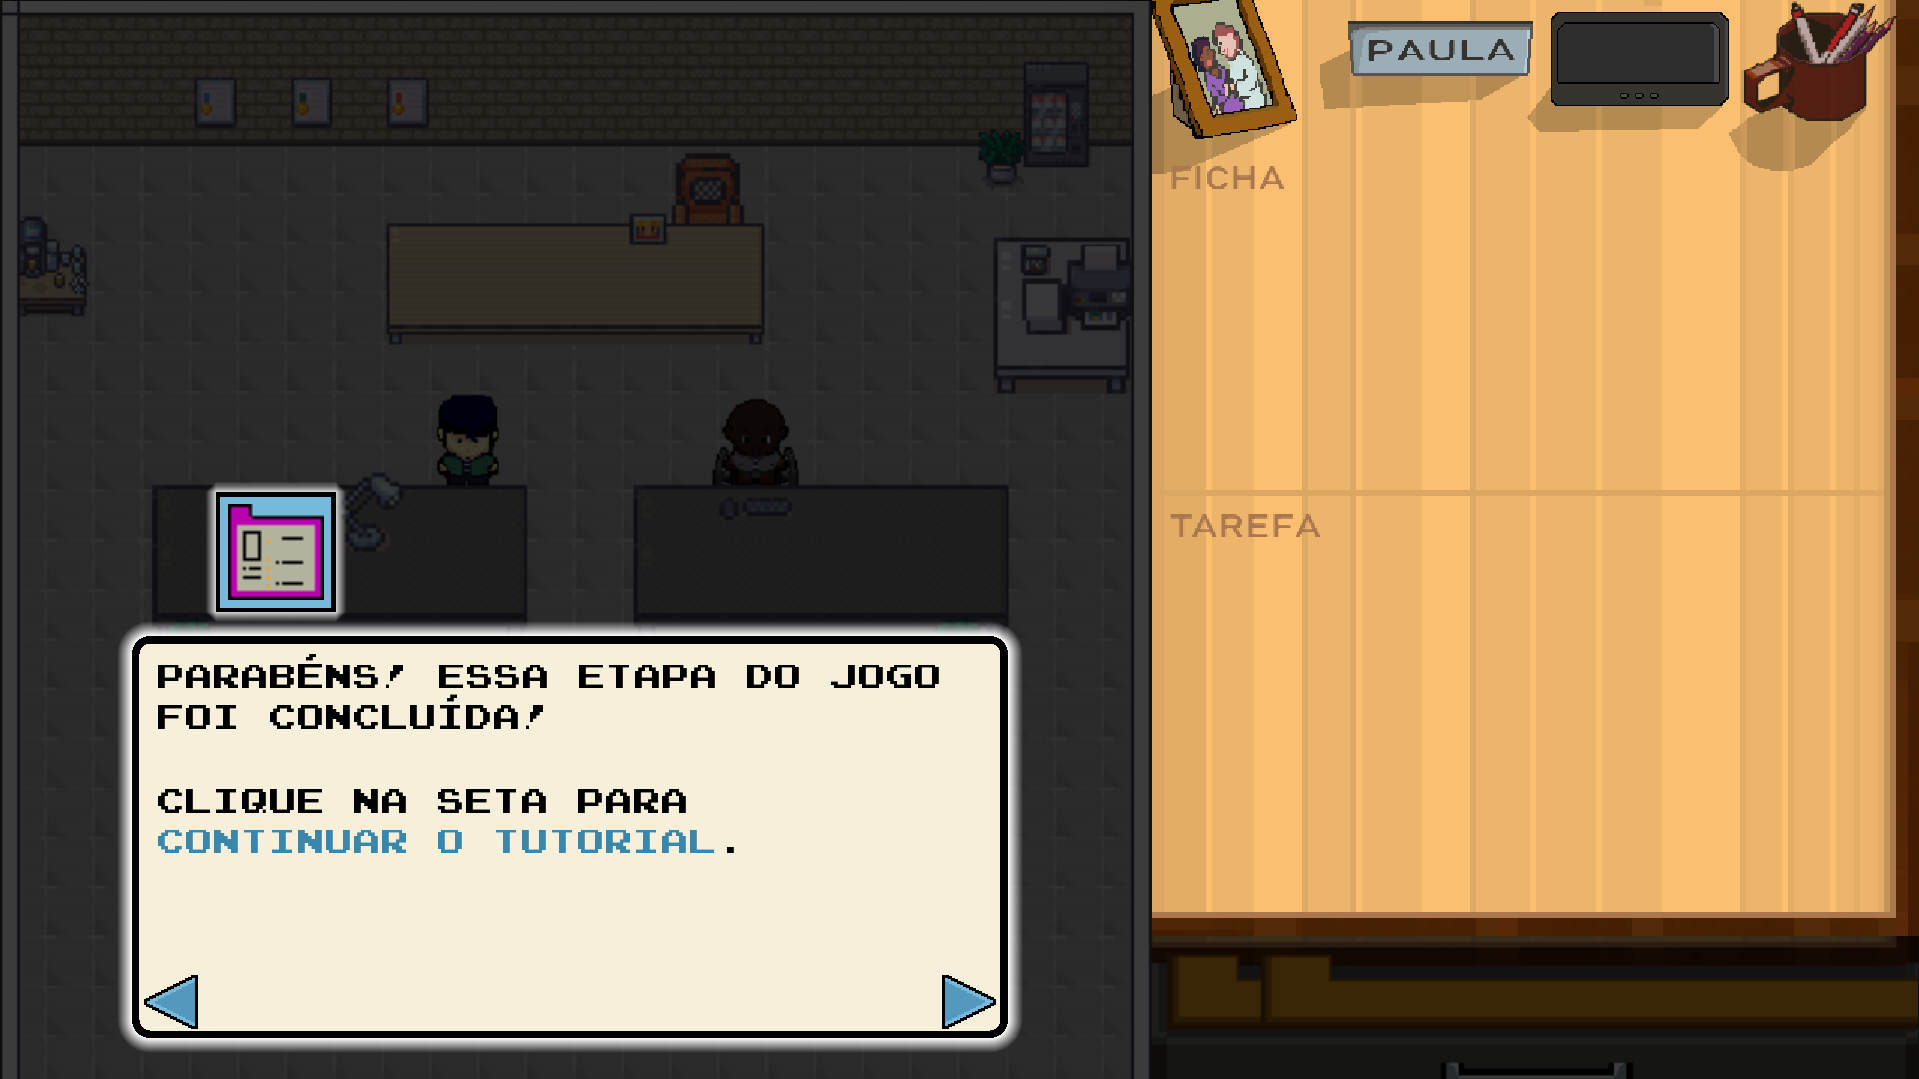 PAULA
FICHA
TAREFA
PARABÉNS! ESSA ETAPA DO JOGO
FOI CONCLUÍDA!
CLIQUE NA SETA PARA
CONTINUAR O TUTORIAL.